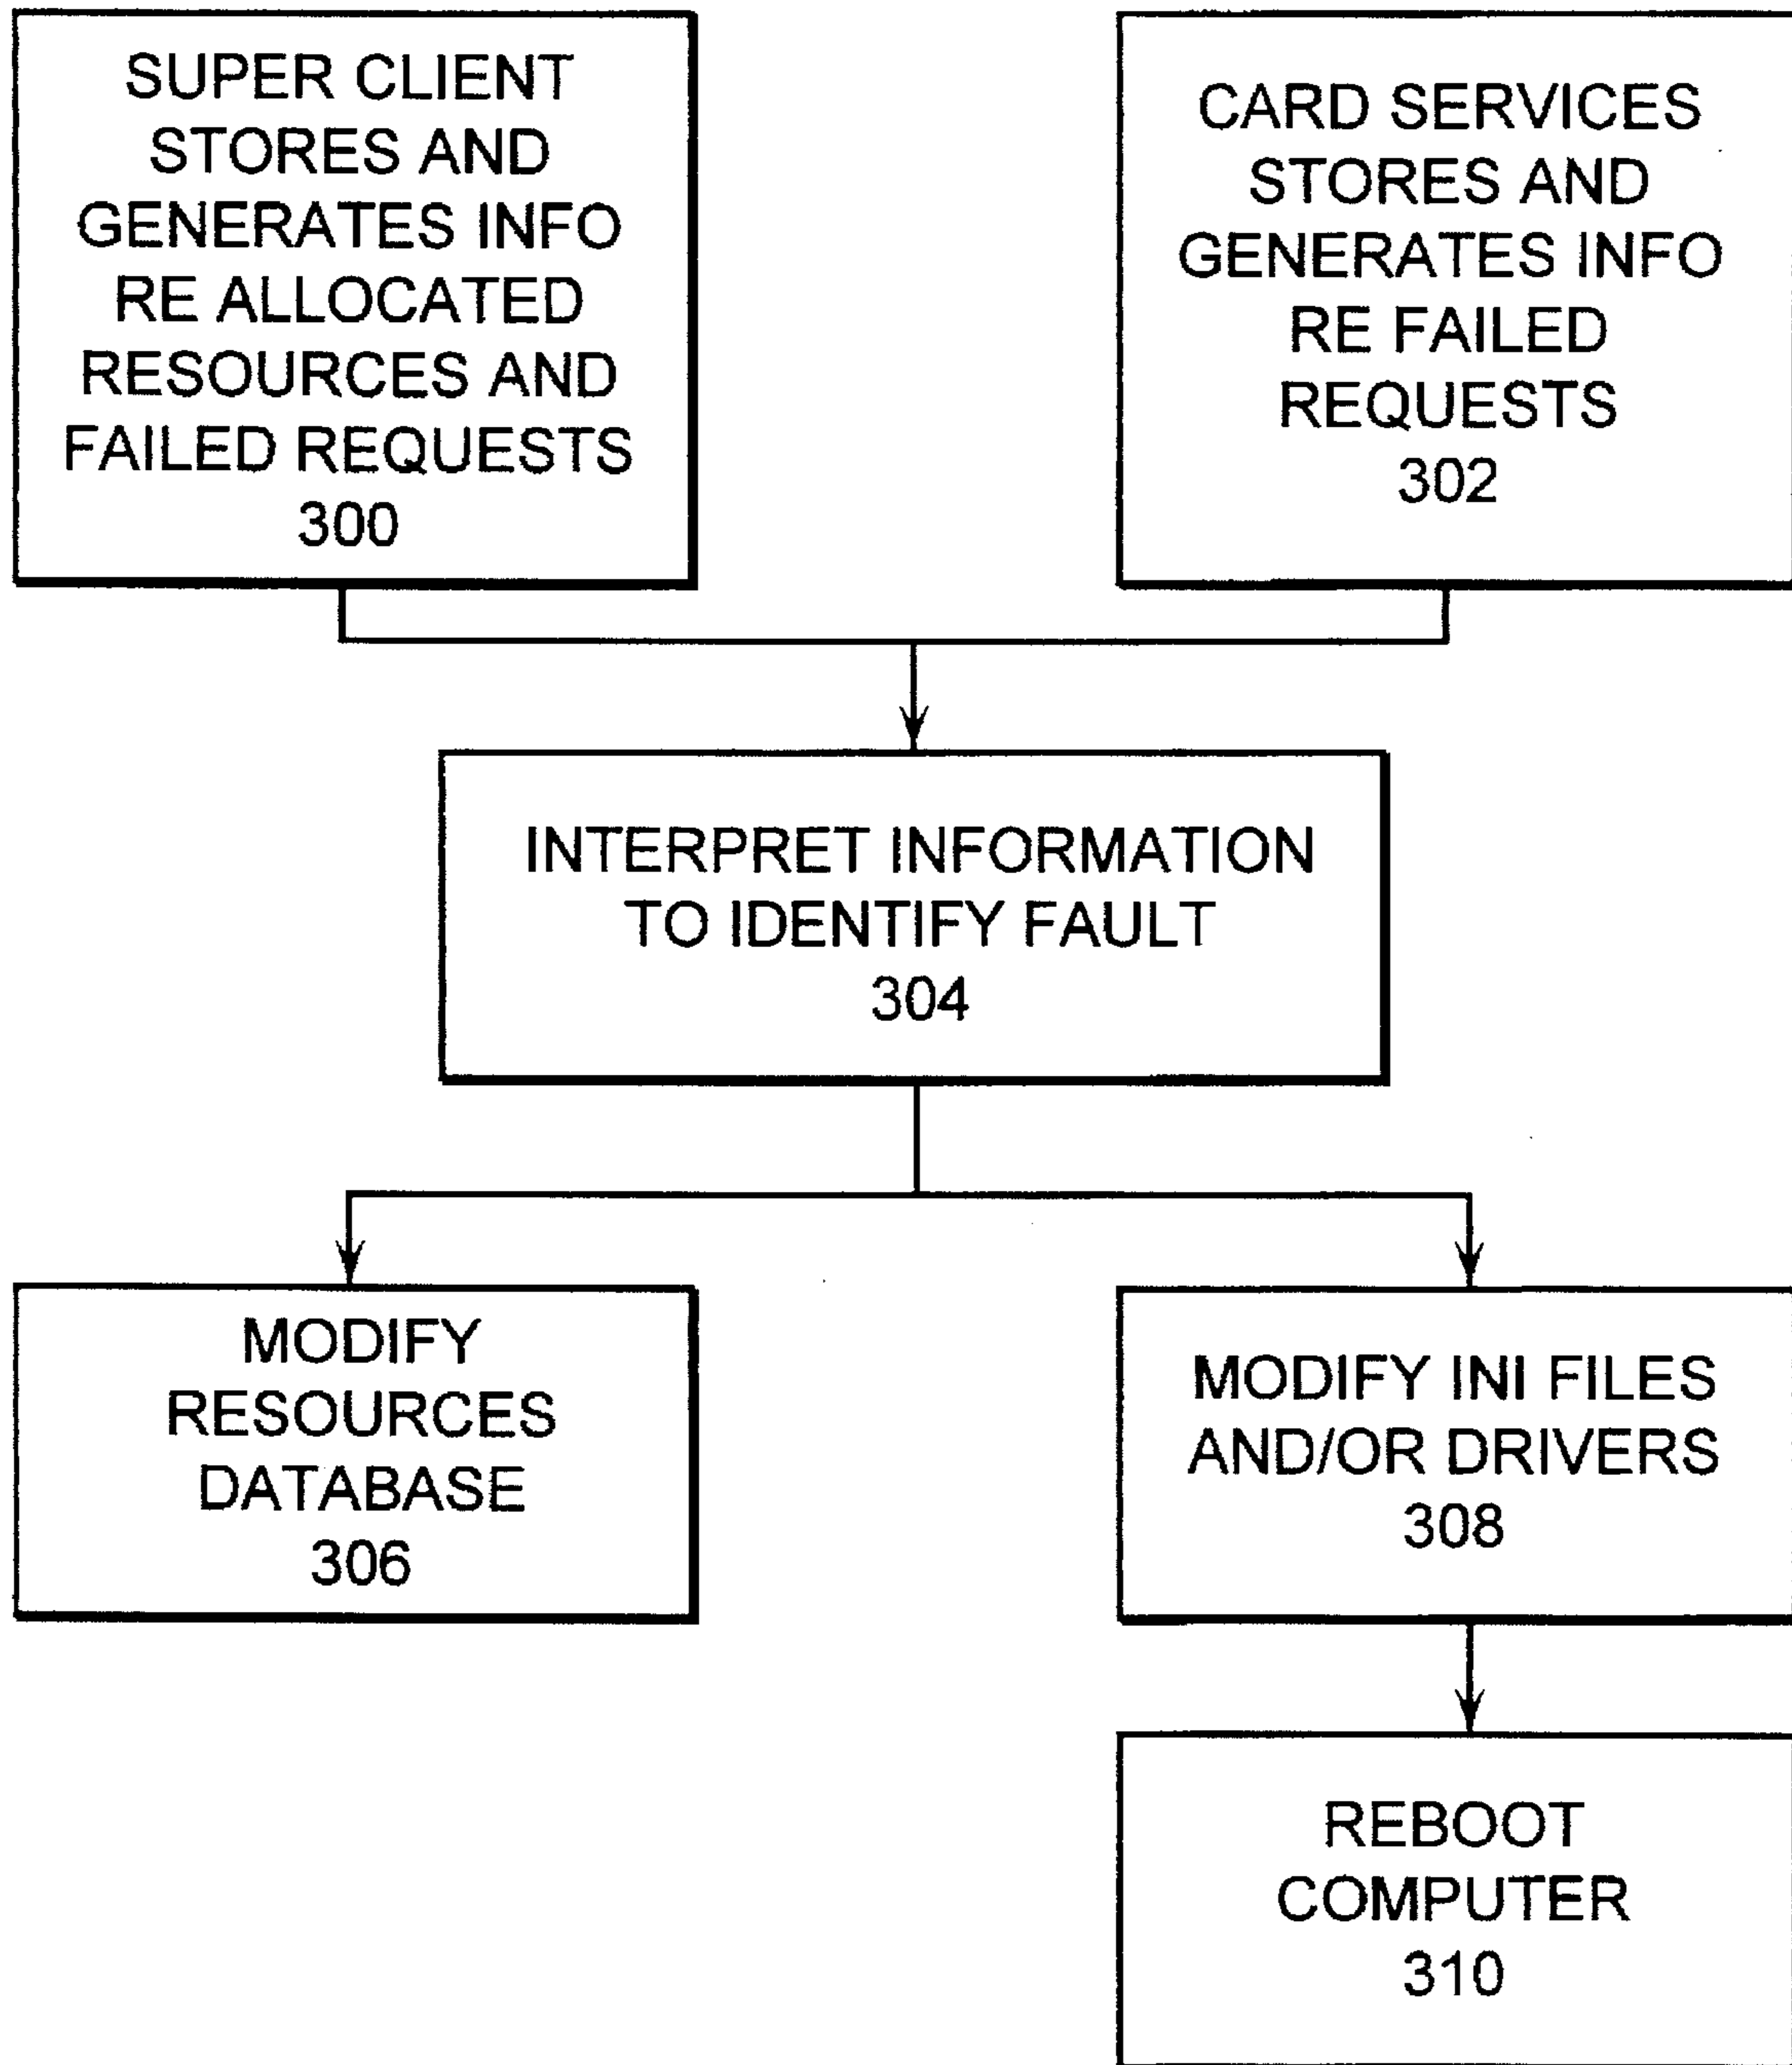 SUPER CLIENT
STORES AND
GENERATES INFO
RE ALLOCATED
RESOURCES AND
FAILED REQUESTS
300
CARD SERVICES
STORES AND
GENERATES INFO
RE FAILED
REQUESTS
302
INTERPRET INFORMATION
TO IDENTIFY FAULT
304
MODIFY
RESOURCES
DATABASE
306
MODIFY INI FILES
AND/OR DRIVERS
308
REBOOT
COMPUTER
310